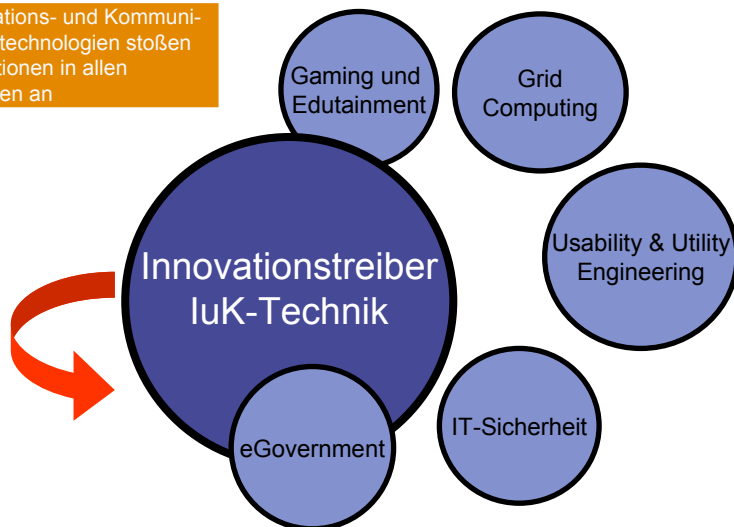 ations- und Kommuni-
technologien stoßen
tionen in allen
en an
Gaming und
Edutainment
Grid
Computing
Usability & Utility
Engineering
Innovationstreiber
IuK-Technik
IT-Sicherheit
eGovernment